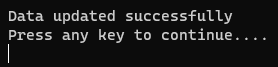 Data updated successfully
Press any key to continue....